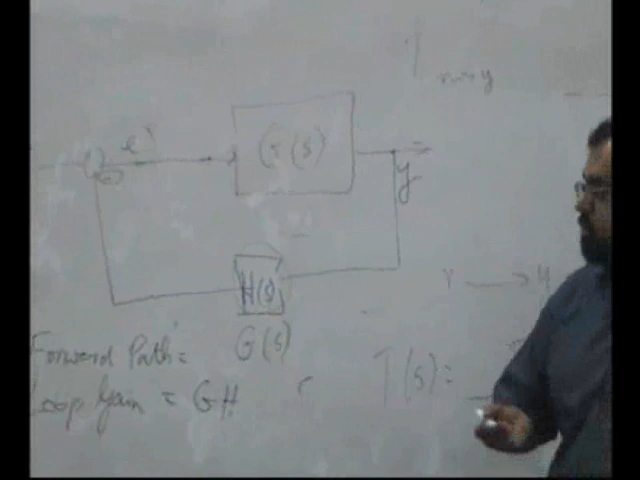 e
G(s)
y
H(s)
r → y
Forward Path = G(s)
Loop Gain = GH
T(s) =